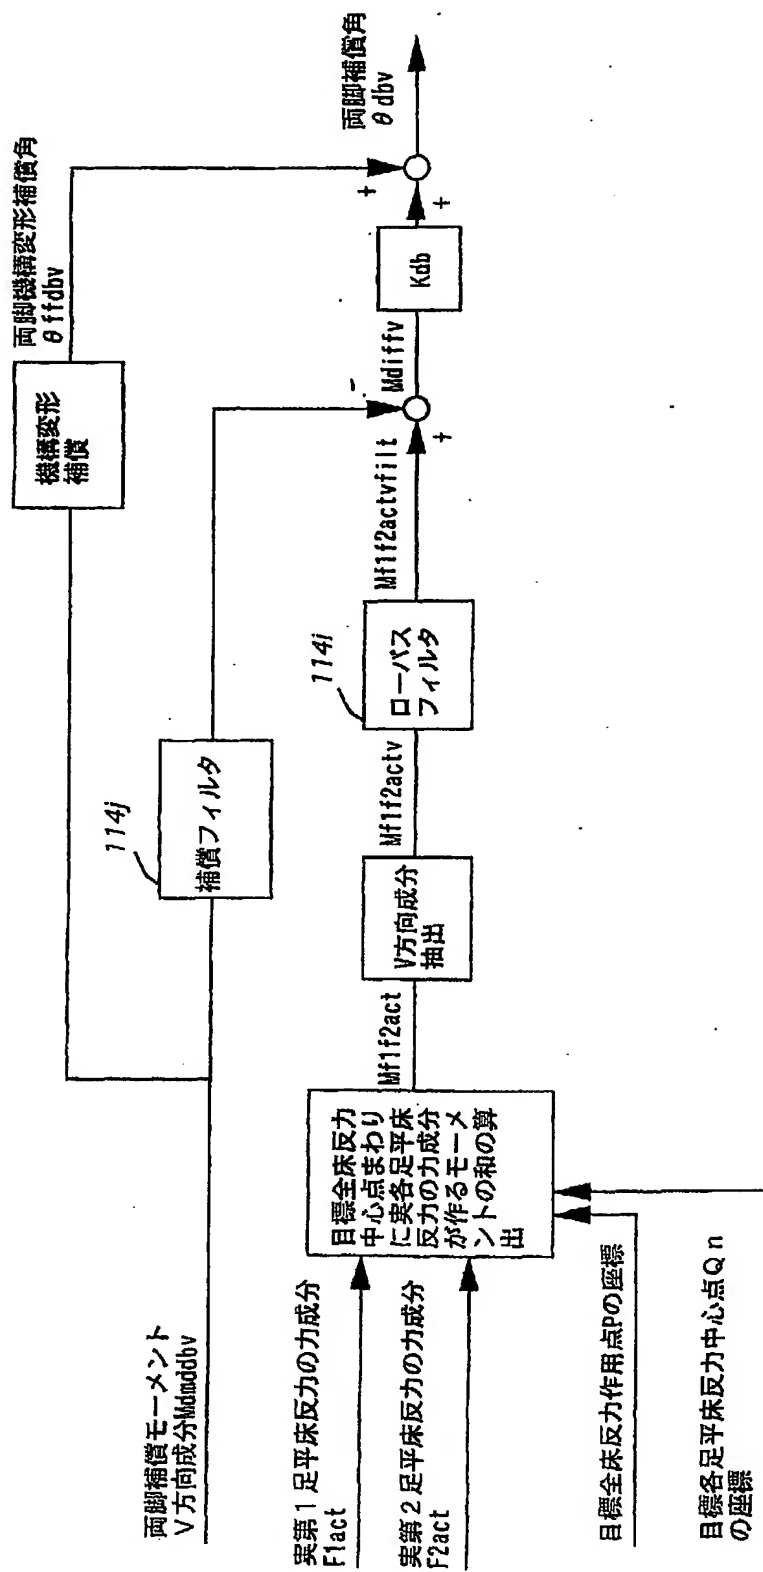 両脚補償モーメント
V方向成分Mdmddbv
機構変形
補償
両脚機構変形補償角
θffdbv
114j
補償フィルタ
実第1足平床反力の力成分
F1act
実第2足平床反力の力成分
F2act
目標全床反力作用点Pの座標
目標各足平床反力中心点Qn
の座標
目標全床反力
中心点まわり
に実各足平床
反力の力成分
が作るモーメ
ントの和の算
出
Mf1f2act
V方向成分
抽出
Mf1f2actv
114i
ローパス
フィルタ
Mf1f2actvfilt
+
-
Mdiffv
Kdb
+
+
両脚補償角
θdbv